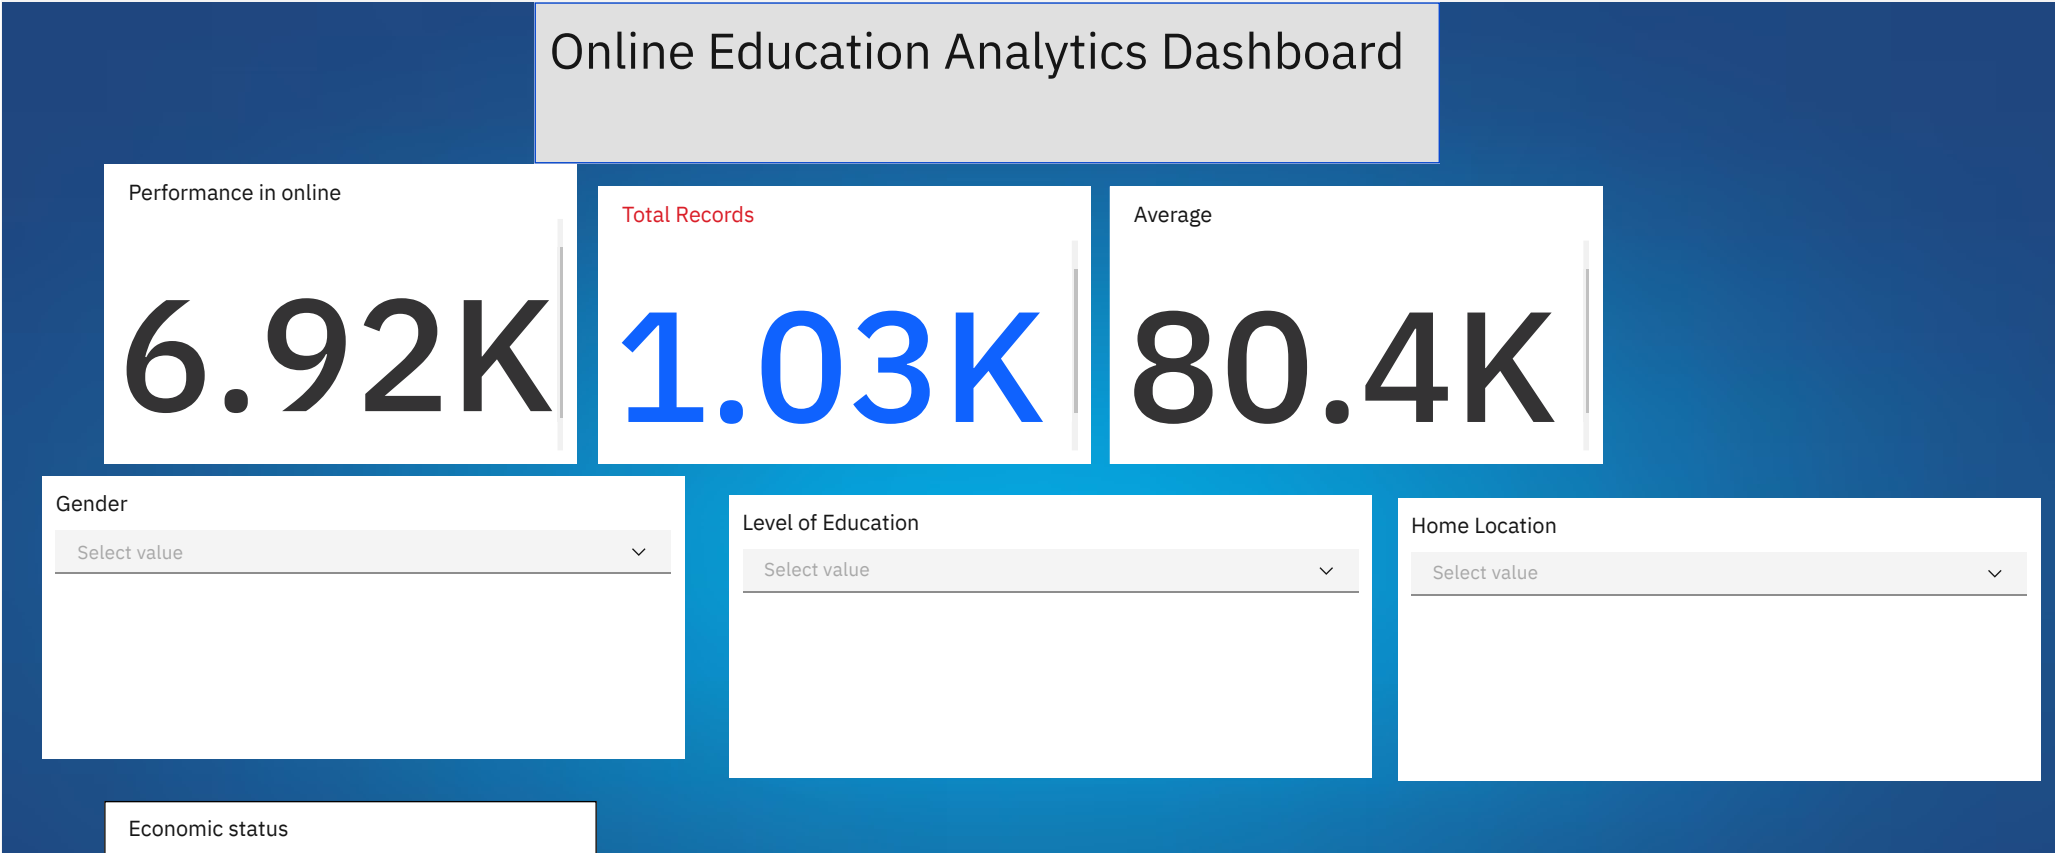 Online Education Analytics Dashboard
Performance in online
6.92K
Total Records
1.03K
Average
80.4K
Gender
Select value
Level of Education
Select value
Home Location
Select value
Economic status